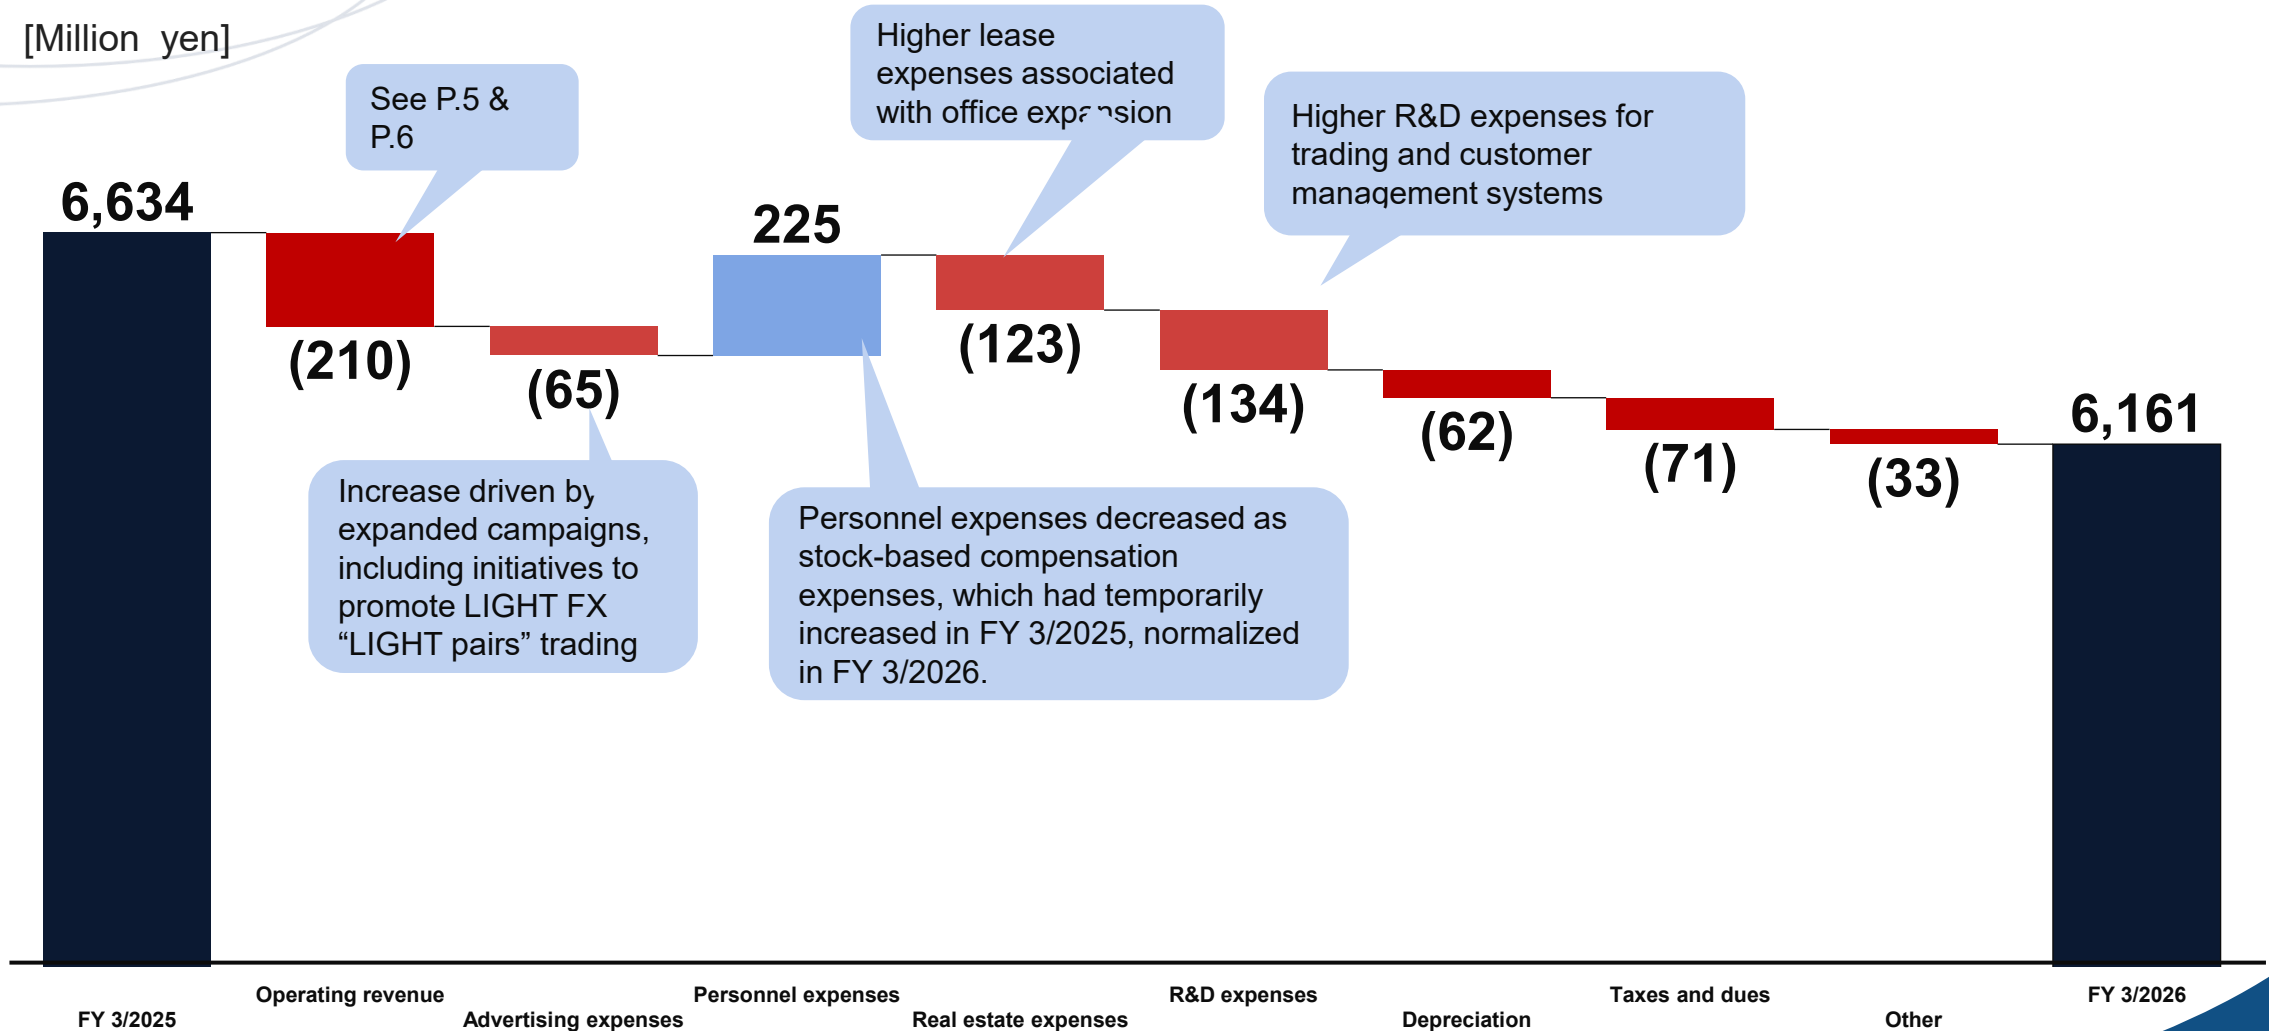 [Million yen]
See P.5 &
P.6
Higher lease
expenses associated
with office expansion
Higher R&D expenses for
trading and customer
management systems
6,634
(210)
(65)
225
(123)
(134)
(62)
(71)
(33)
6,161
Increase driven by
expanded campaigns,
including initiatives to
promote LIGHT FX
“LIGHT pairs” trading
Personnel expenses decreased as
stock-based compensation
expenses, which had temporarily
increased in FY 3/2025, normalized
in FY 3/2026.
FY 3/2025
Operating revenue
Advertising expenses
Personnel expenses
Real estate expenses
R&D expenses
Depreciation
Taxes and dues
Other
FY 3/2026